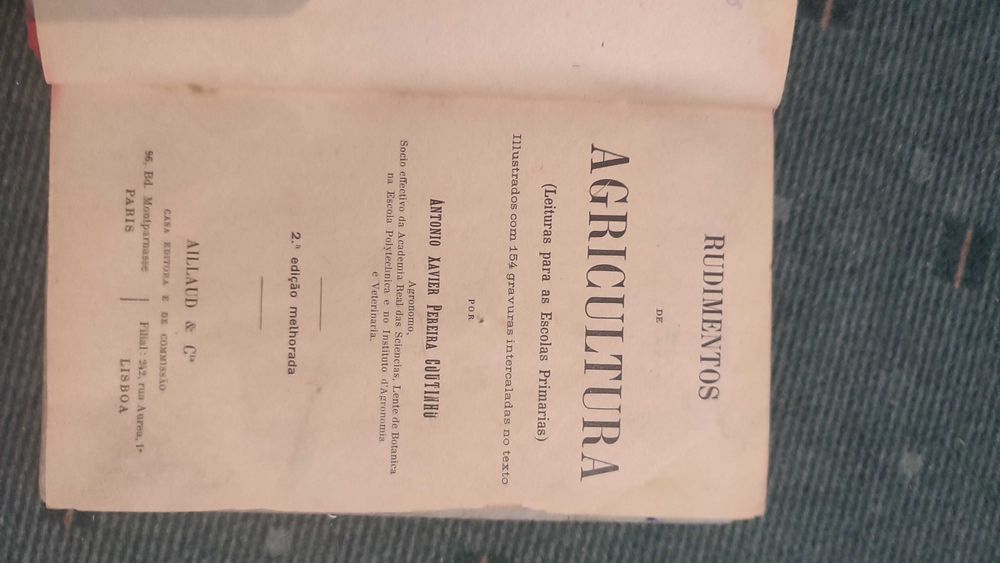 RUDIMENTOS
DE
AGRICULTURA
(Leituras para as Escolas Primarias)
Illustrados com 154 gravuras intercaladas no texto
POR
ANTONIO XAVIER PEREIRA COUTINHO
Agronomo,
Socio effectivo da Academia Real das Sciencias, Lente de Botanica
na Escola Polytechnica e no Instituto d'Agronomia
e Veterinaria.
2.ª edição melhorada
AILLAUD & Cia
CASA EDITORA E DE COMMISSÃO
96, Bd. Montparnasse | Filial: 242, rua Aurea, 1º
PARIS | LISBOA